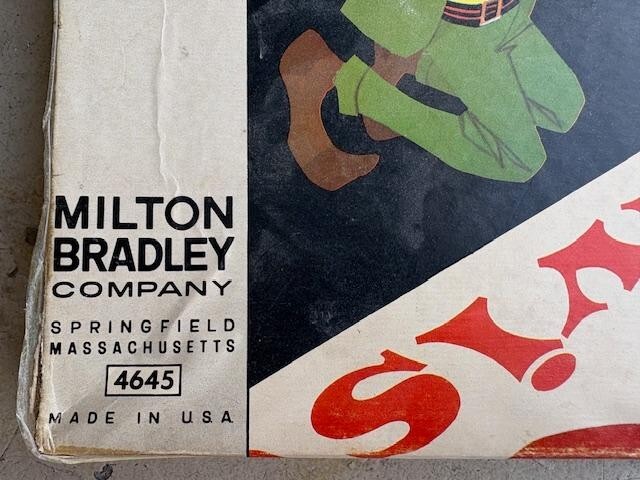 MILTON
BRADLEY
COMPANY
SPRINGFIELD
MASSACHUSETTS
4645
MADE IN U.S.A.